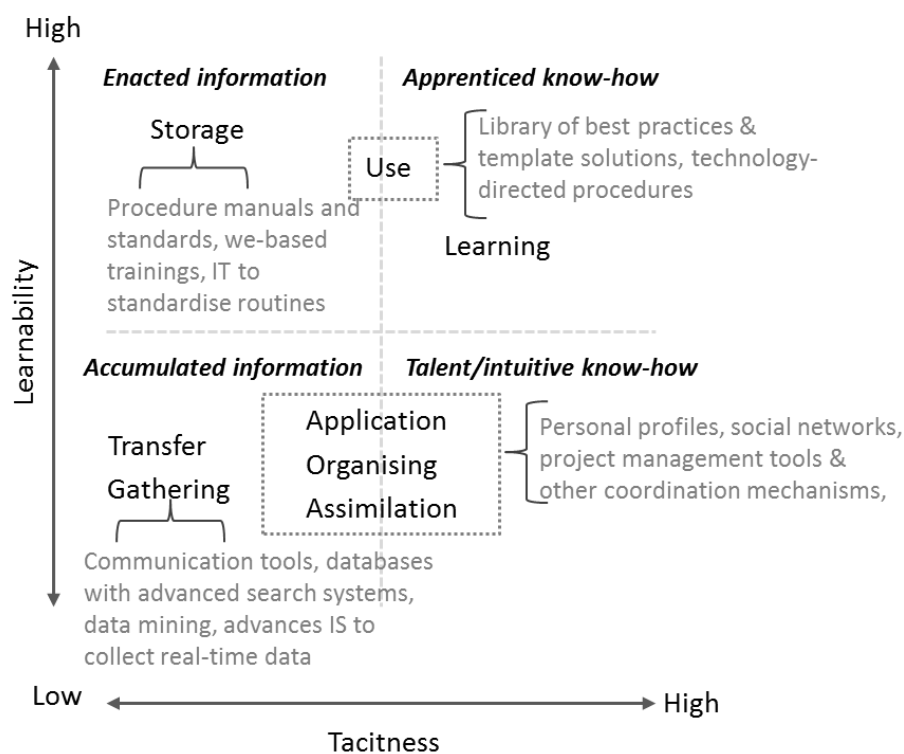 High
Enacted information
Apprenticed know-how
Storage
Use
Library of best practices &
template solutions, technology-
directed procedures
Procedure manuals and
standards, we-based
trainings, IT to
standardise routines
Learning
Learnability
Accumulated information
Talent/intuitive know-how
Transfer
Gathering
Application
Organising
Assimilation
Personal profiles, social networks,
project management tools &
other coordination mechanisms,
Communication tools, databases
with advanced search systems,
data mining, advances IS to
collect real-time data
Low
High
Tacitness